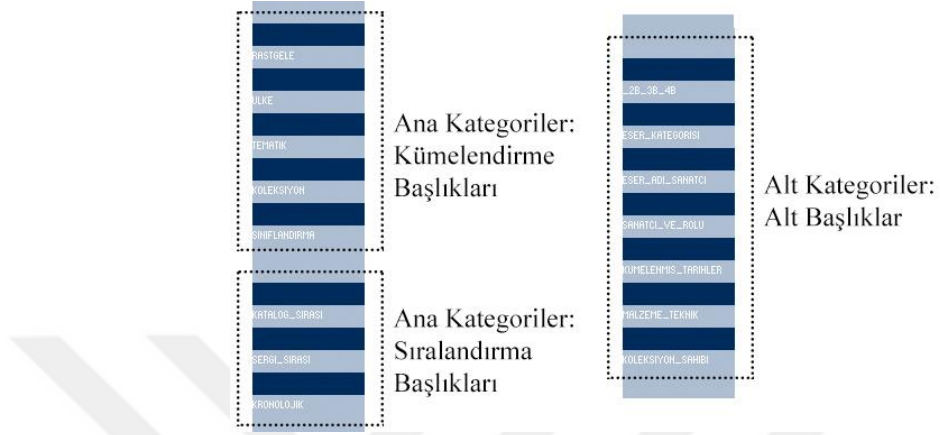 RASTGELE
ULKE
TEMATIK
KOLEKSIYON
SINIFLANDIRMA
Ana Kategoriler:
Kümelendirme
Başlıkları
KATALOG_SIRASI
SERGI_SIRASI
KRONOLOJIK
Ana Kategoriler:
Sıralandırma
Başlıkları
_2B_3B_4B
ESER_KATEGORISI
ESER_ADI_SANATCI
SANATCI_VE_ROLU
KUMELENMIS_TARIHLER
MALZEME_TEKNIK
KOLEKSIYON_SAHIBI
Alt Kategoriler:
Alt Başlıklar